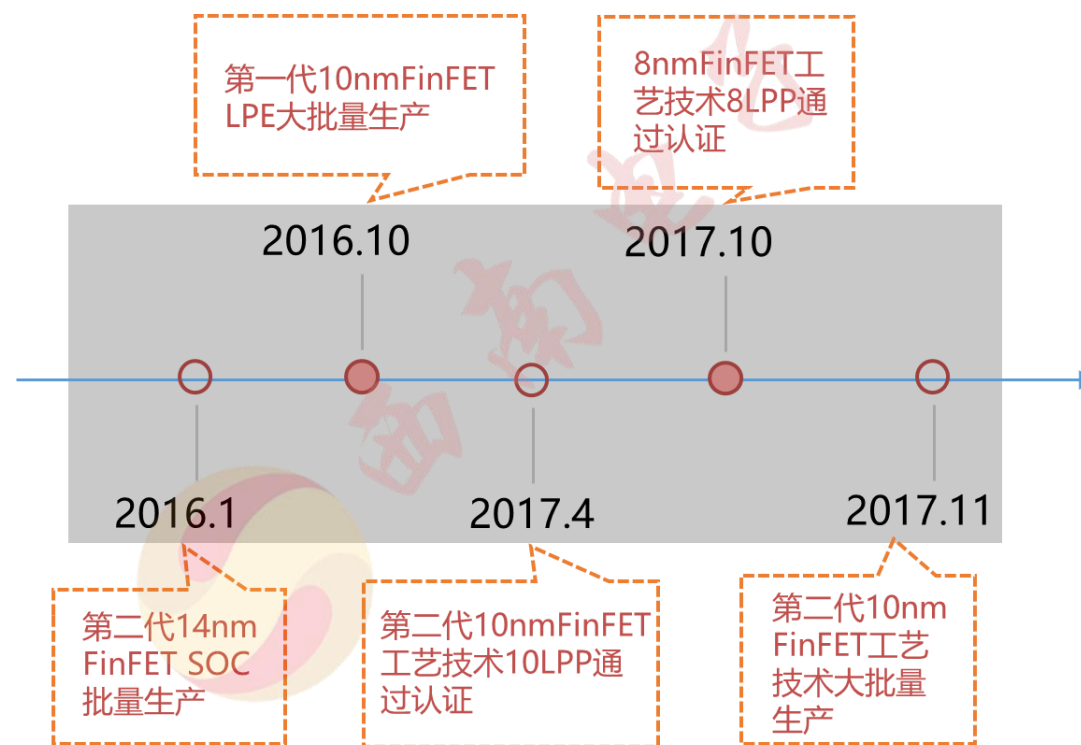 第一代10nmFinFET
LPE大批量生产
8nmFinFET工
艺技术8LPP通
过认证
2016.10
2017.10
2016.1
2017.4
2017.11
第二代14nm
FinFET SOC
批量生产
第二代10nmFinFET
工艺技术10LPP通
过认证
第二代10nm
FinFET工艺
技术大批量
生产
西南电子